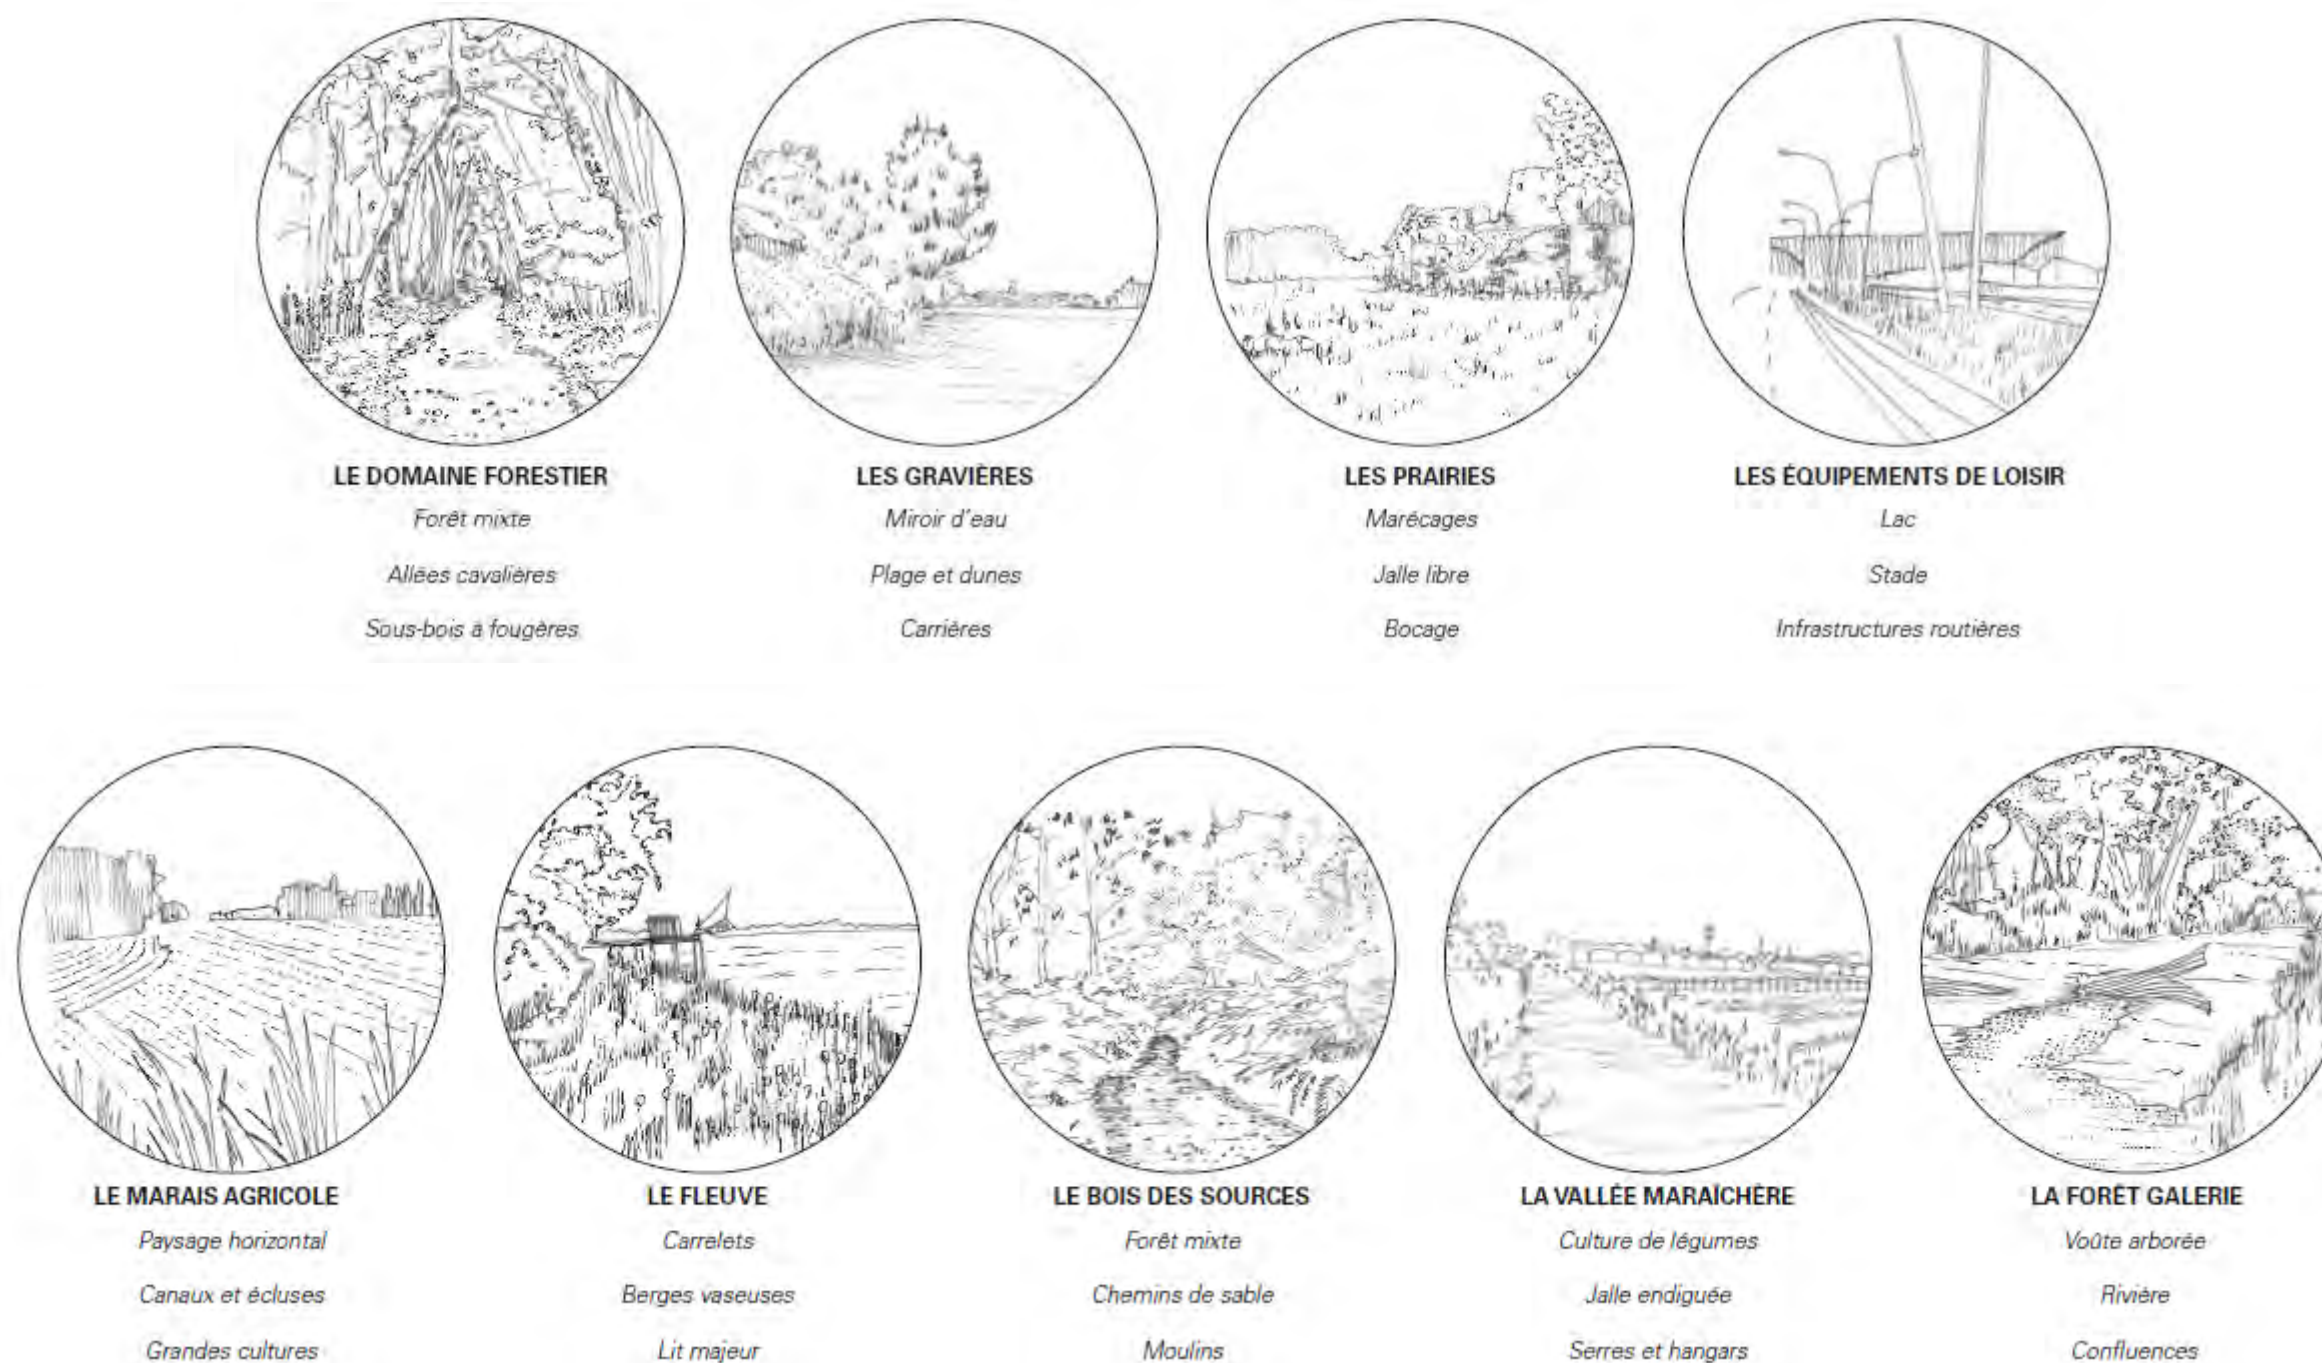 LE DOMAINE FORESTIER
Forêt mixte
Allées cavalières
Sous-bois à fougères
LES GRAVIÈRES
Miroir d'eau
Plage et dunes
Carrières
LES PRAIRIES
Marécages
Jalle libre
Bocage
LES ÉQUIPEMENTS DE LOISIR
Lac
Stade
Infrastructures routières
LE MARAIS AGRICOLE
Paysage horizontal
Canaux et écluses
Grandes cultures
LE FLEUVE
Carrelets
Berges vaseuses
Lit majeur
LE BOIS DES SOURCES
Forêt mixte
Chemins de sable
Moulins
LA VALLÉE MARAÎCHÈRE
Culture de légumes
Jalle endiguée
Serres et hangars
LA FORÊT GALERIE
Voûte arborée
Rivière
Confluences